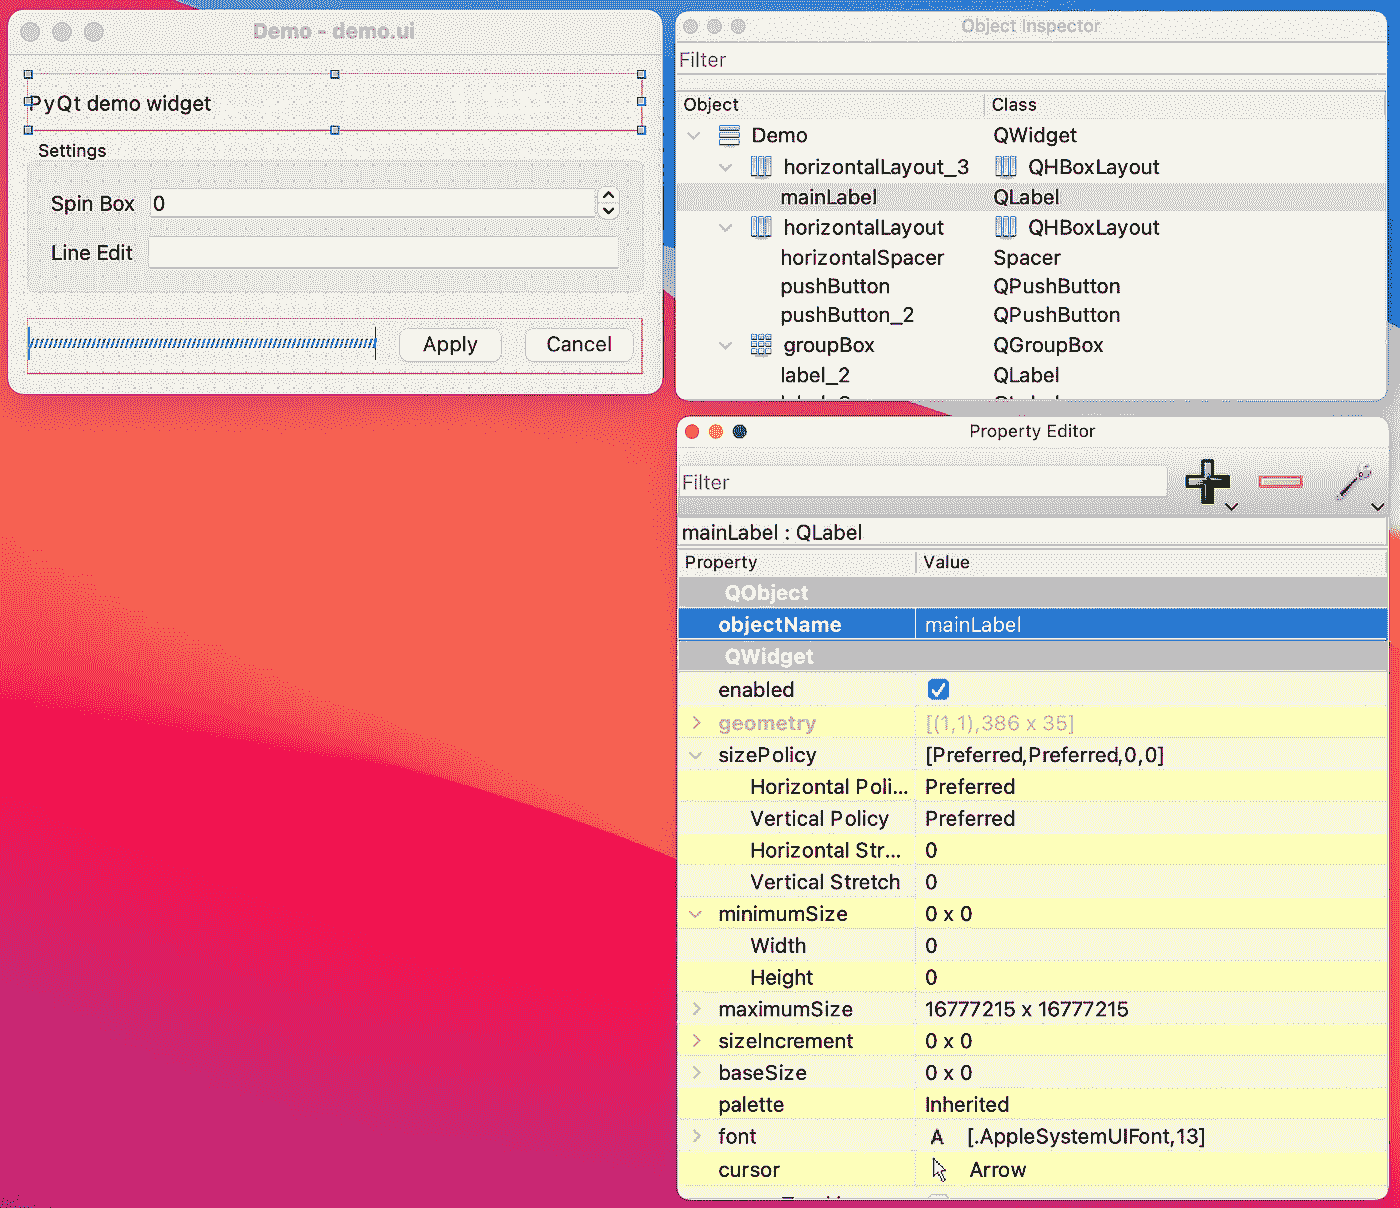 Demo - demo.ui
PyQt demo widget
Settings
Spin Box 0
Line Edit
Apply Cancel
Object Inspector
Filter
Object Class
Demo QWidget
horizontalLayout_3 QHBoxLayout
mainLabel QLabel
horizontalLayout QHBoxLayout
horizontalSpacer Spacer
pushButton QPushButton
pushButton_2 QPushButton
groupBox QGroupBox
label_2 QLabel
Property Editor
Filter
mainLabel : QLabel
Property Value
QObject
objectName mainLabel
QWidget
enabled
geometry [(1,1),386 x 35]
sizePolicy [Preferred,Preferred,0,0]
Horizontal Poli... Preferred
Vertical Policy Preferred
Horizontal Str... 0
Vertical Stretch 0
minimumSize 0 x 0
Width 0
Height 0
maximumSize 16777215 x 16777215
sizeIncrement 0 x 0
baseSize 0 x 0
palette Inherited
font A [.AppleSystemUIFont,13]
cursor Arrow